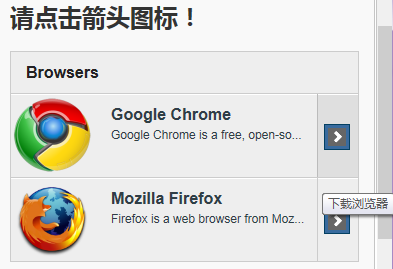 请点击箭头图标！
Browsers
Google Chrome
Google Chrome is a free, open-so...
Mozilla Firefox
下载浏览器
Firefox is a web browser from Moz...